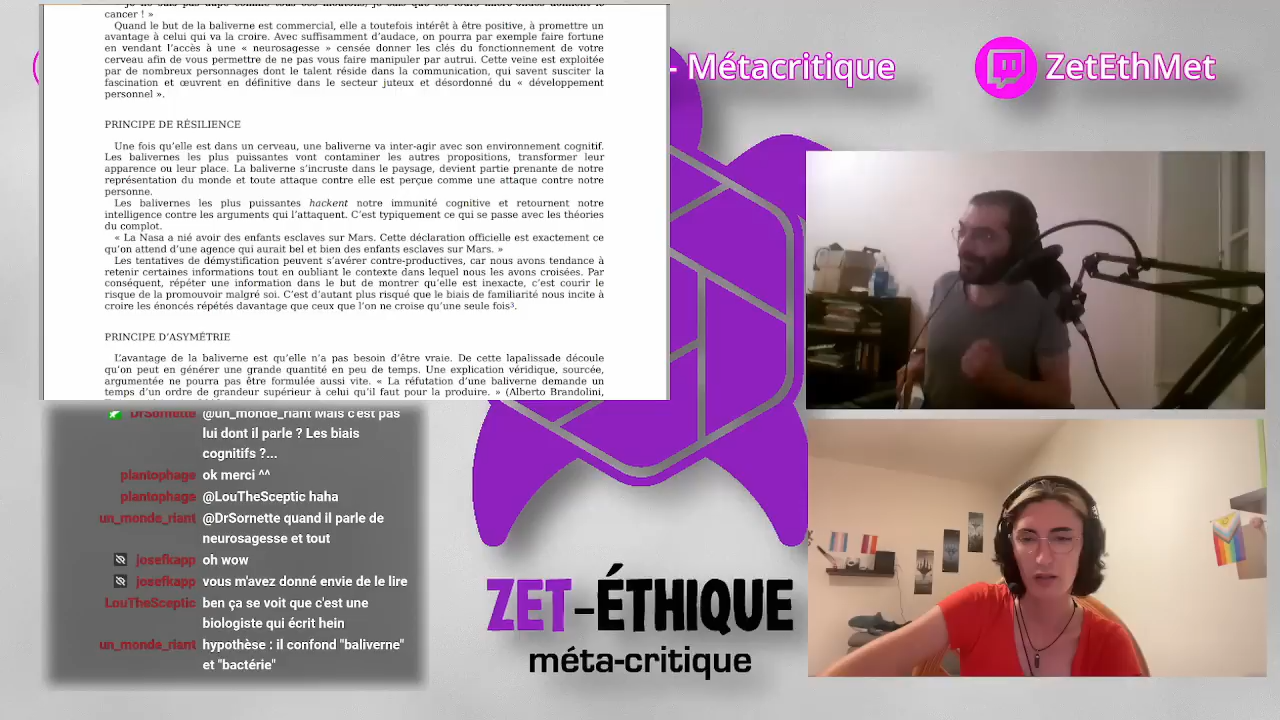 « Je ne suis pas dupe comme tous ces moutons, je sais que les fours micro-ondes donnent le
cancer ! »
Quand le but de la baliverne est commercial, elle a toutefois intérêt à être positive, à promettre un
avantage à celui qui va la croire. Avec suffisamment d’audace, on pourra par exemple faire fortune
en vendant l’accès à une « neurosagesse » censée donner les clés du fonctionnement de votre
cerveau afin de vous permettre de ne pas vous faire manipuler par autrui. Cette veine est exploitée
par de nombreux personnages dont le talent réside dans la communication, qui savent susciter la
fascination et œuvrent en définitive dans le secteur juteux et désordonné du « développement
personnel ».
PRINCIPE DE RÉSILIENCE
Une fois qu’elle est dans un cerveau, une baliverne va inter-agir avec son environnement cognitif.
Les balivernes les plus puissantes vont contaminer les autres propositions, transformer leur
apparence ou leur place. La baliverne s’incruste dans le paysage, devient partie prenante de notre
représentation du monde et toute attaque contre elle est perçue comme une attaque contre notre
personne.
Les balivernes les plus puissantes hackent notre immunité cognitive et retournent notre
intelligence contre les arguments qui l’attaquent. C’est typiquement ce qui se passe avec les théories
du complot.
« La Nasa a nié avoir des enfants esclaves sur Mars. Cette déclaration officielle est exactement ce
qu’on attend d’une agence qui aurait bel et bien des enfants esclaves sur Mars. »
Les tentatives de démystification peuvent s’avérer contre-productives, car nous avons tendance à
retenir certaines informations tout en oubliant le contexte dans lequel nous les avons croisées. Par
conséquent, répéter une information dans le but de montrer qu’elle est inexacte, c’est courir le
risque de la promouvoir malgré soi. C’est d’autant plus risqué que le biais de familiarité nous incite à
croire les énoncés répétés davantage que ceux que l’on ne croise qu’une seule fois³.
PRINCIPE D’ASYMÉTRIE
L’avantage de la baliverne est qu’elle n’a pas besoin d’être vraie. De cette lapalissade découle
qu’on peut en générer une grande quantité en peu de temps. Une explication véridique, sourcée,
argumentée ne pourra pas être formulée aussi vite. « La réfutation d’une baliverne demande un
temps d’un ordre de grandeur supérieur à celui qu’il faut pour la produire. » (Alberto Brandolini,
- Métacritique
ZetEthMet
DrSornette @un_monde_riant Mais c'est pas
lui dont il parle ? Les biais
cognitifs ?...
plantophage ok merci ^^
plantophage @LouTheSceptic haha
un_monde_riant @DrSornette quand il parle de
neurosagesse et tout
josefkapp oh wow
josefkapp vous m'avez donné envie de le lire
LouTheSceptic ben ça se voit que c'est une
biologiste qui écrit hein
un_monde_riant hypothèse : il confond "baliverne"
et "bactérie"
ZET-ÉTHIQUE
méta-critique